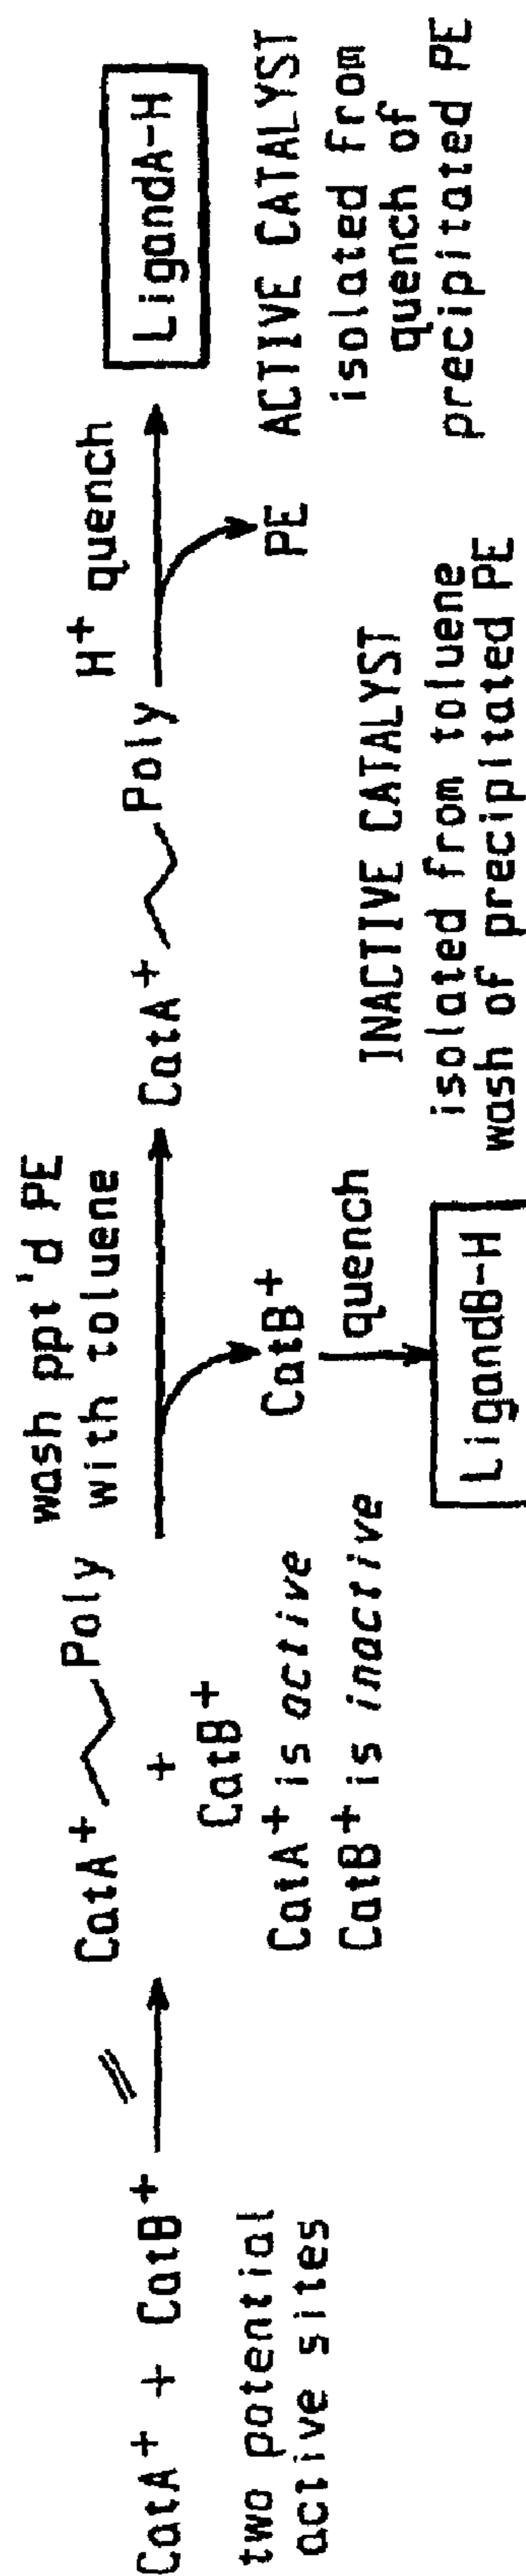 CatA+ + CatB+
two potential
active sites
CatA+ Poly
+
CatB+
CatA+ is active
CatB+ is inactive
wash ppt'd PE
with toluene
CatB+
quench
LigandB-H
CatA+ Poly
INACTIVE CATALYST
isolated from toluene
wash of precipitated PE
H+ quench
PE
LigandA-H
ACTIVE CATALYST
isolated from
quench of
precipitated PE